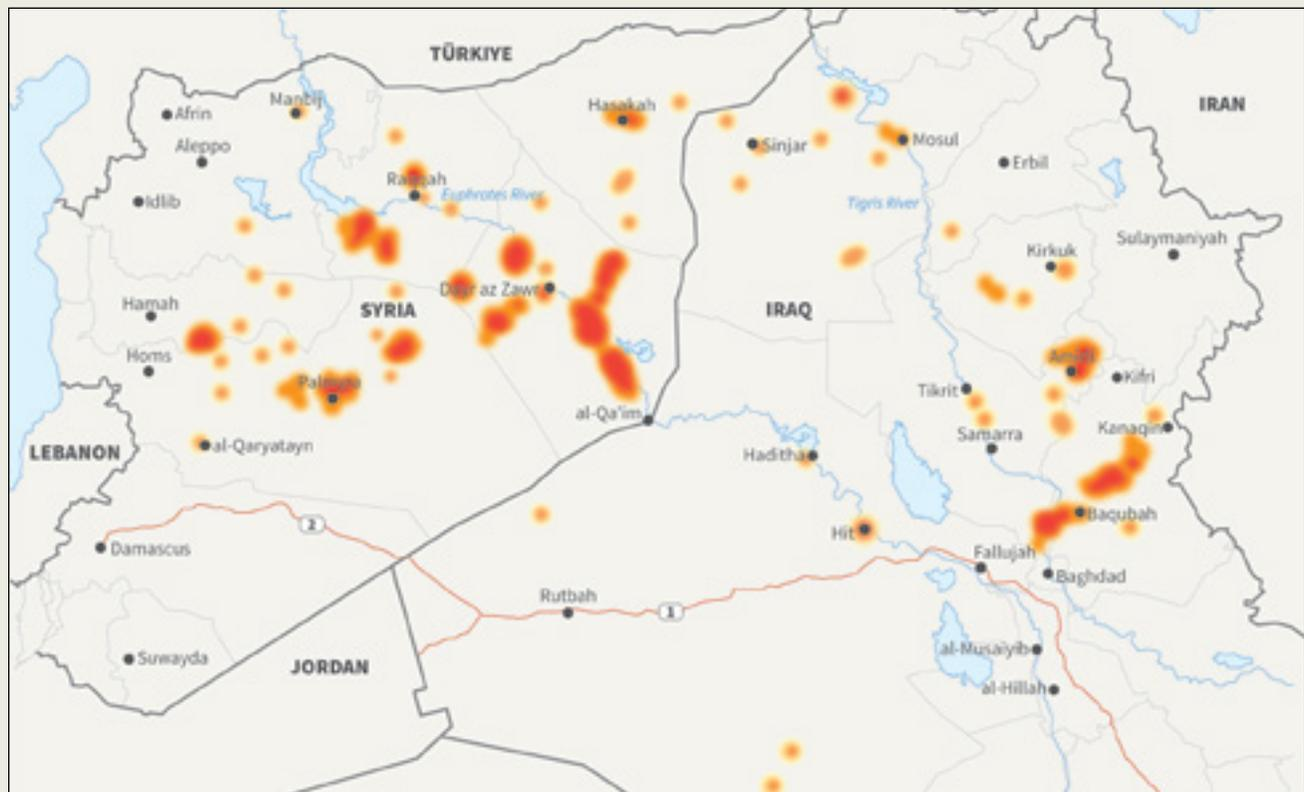 TÜRKIYE
IRAN
Manbij
Hasakah
Afrin
Aleppo
Sinjar
Mosul
Erbil
Idlib
Raqqah
Euphrates River
Tigris River
Kirkuk
Sulaymaniyah
Hamah
SYRIA
Dayr az Zawr
IRAQ
Homs
Palmyra
Amirli
Kifri
Tikrit
al-Qa'im
Kanaqin
LEBANON
al-Qaryatayn
Samarra
Haditha
2
Baqubah
Hit
Damascus
Fallujah
Baghdad
Rutbah
1
Suwayda
JORDAN
al-Musaiyib
al-Hillah